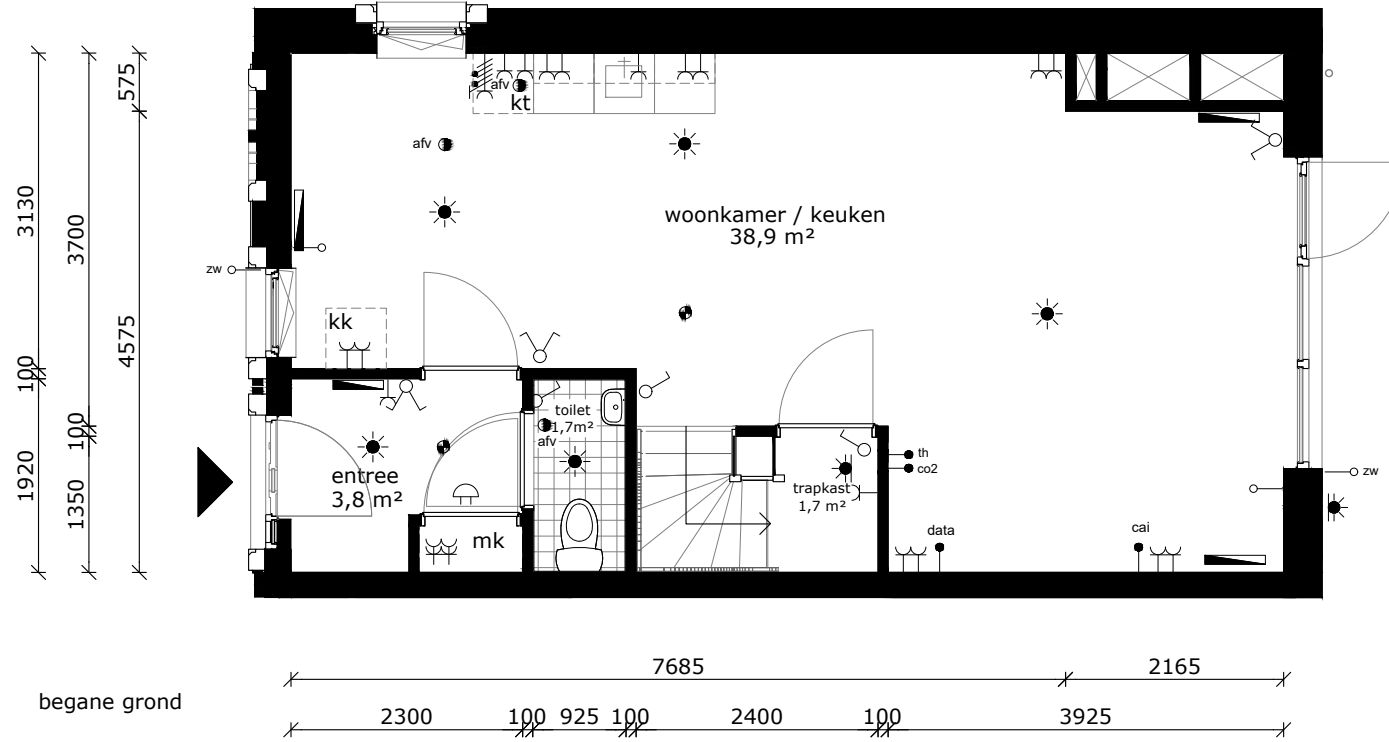 afv
kt
575
afv
3130
3700
woonkamer / keuken
38,9 m²
zw
kk
4575
100
100
toilet
1,7m²
afv
1920
1350
entree
3,8 m²
th
co2
trapkast
1,7 m²
zw
mk
data
cai
7685
2165
begane grond
2300
100
925
100
2400
100
3925